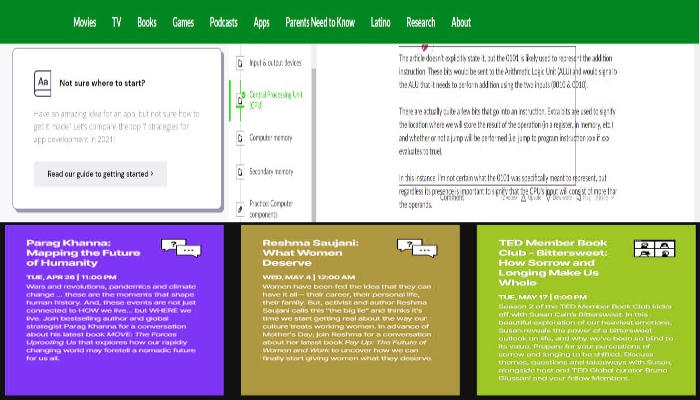 Movies TV Books Games Podcasts Apps Parents Need to Know Latino Research About
Aa Not sure where to start?
Have an amazing idea for an app, but not sure how to
get it made? Let's compare the top 7 strategies for
app development in 2021!
Read our guide to getting started >
Input & output devices
Central Processing Unit
(CPU)
Computer memory
Secondary memory
Practice: Computer
components
The article doesn't explicitly state it, but the 0101 is likely used to represent the addition
instruction. These bits would be sent to the Arithmetic Logic Unit (ALU) and would signal to
the ALU that it needs to perform addition using the two inputs (0010 & 0010).
There are actually quite a few bits that go into an instruction. Extra bits are used to signify
the location where we will store the result of the operation (in a register, in memory, etc.)
and whether or not a jump will be performed (i.e. jump to program instruction xxx if xxx
evaluates to true).
In this instance, I'm not certain what the 0101 was specifically meant to represent, but
regardless its presence is important to signify that the CPU's input will consist of more than
the operands.
Comment
Parag Khanna:
Mapping the Future
of Humanity
TUE, APR 26 | 11:00 PM
Wars and revolutions, pandemics and climate
change ... these are the moments that shape
human history. And, these events are not just
connected to HOW we live... but WHERE we
live. Join bestselling author and global
strategist Parag Khanna for a conversation
about his latest book MOVE: The Forces
Uprooting Us that explores how our rapidly
changing world may foretell a nomadic future
for us all.
Reshma Saujani:
What Women
Deserve
WED, MAY 4 | 12:00 AM
Women have been fed the idea that they can
have it all— their career, their personal life,
their family. But, activist and author Reshma
Saujani calls this "the big lie" and thinks it's
time we start getting real about the way our
culture treats working women. In advance of
Mother's Day, join Reshma for a conversation
about her latest book Pay Up: The Future of
Women and Work to uncover how we can
finally start giving women what they deserve.
TED Member Book
Club - Bittersweet:
How Sorrow and
Longing Make Us
Whole
TUE, MAY 17 | 6:00 PM
Season 2 of the TED Member Book Club kicks
off with Susan Cain's Bittersweet. In this
beautiful exploration of our heaviest emotions,
Susan reveals the power of a bittersweet
outlook on life, and why we've been so blind to
its value. Prepare for your perceptions of
sorrow and longing to be shifted. Discuss
themes, questions and takeaways with Susan,
alongside host and TED Global curator Bruno
Giussani and your fellow Members.